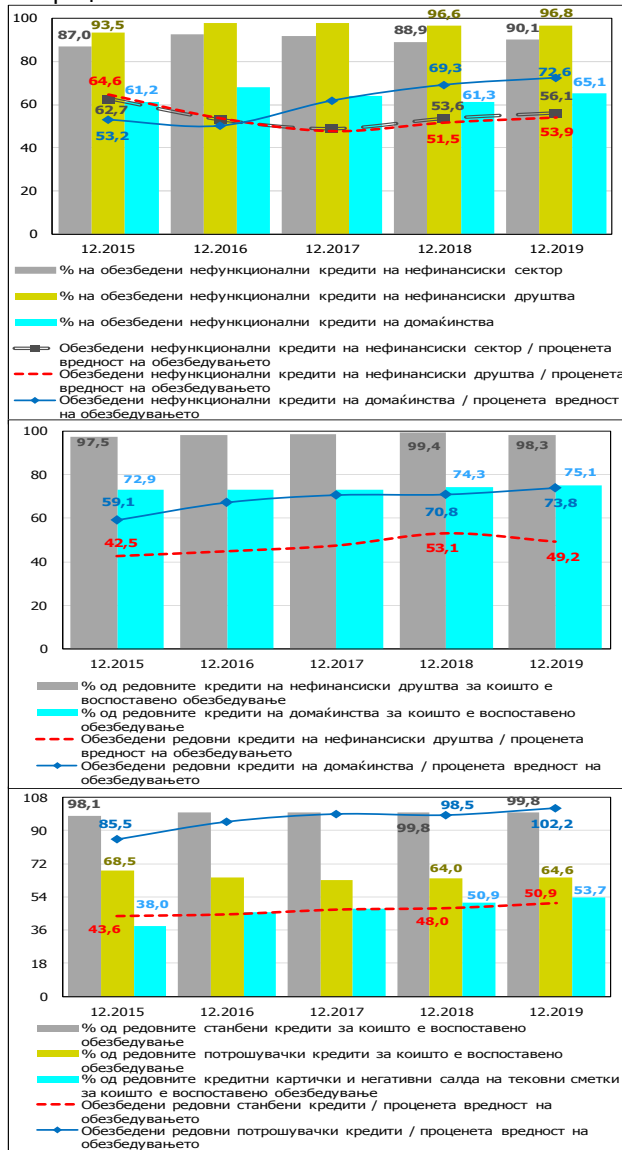 100
80
60
40
20
0
87,0
93,5
64,6
62,7
53,2
61,2
88,9
96,6
69,3
53,6
51,5
61,3
90,1
96,8
72,6
56,1
53,9
65,1
12.2015 12.2016 12.2017 12.2018 12.2019
% на обезбедени нефункционални кредити на нефинансиски сектор
% на обезбедени нефункционални кредити на нефинансиски друштва
% на обезбедени нефункционални кредити на домаќинства
Обезбедени нефункционални кредити на нефинансиски сектор / проценета
вредност на обезбедувањето
Обезбедени нефункционални кредити на нефинансиски друштва / проценета
вредност на обезбедувањето
Обезбедени нефункционални кредити на домаќинства / проценета вредност
на обезбедувањето
100
80
60
40
20
0
97,5
72,9
59,1
42,5
99,4
74,3
70,8
53,1
98,3
75,1
73,8
49,2
12.2015 12.2016 12.2017 12.2018 12.2019
% од редовните кредити на нефинансиски друштва за коишто е
воспоставено обезбедување
% од редовните кредити на домаќинства за коишто е воспоставено
обезбедување
Обезбедени редовни кредити на нефинансиски друштва / проценета
вредност на обезбедувањето
Обезбедени редовни кредити на домаќинства / проценета вредност на
обезбедувањето
108
90
72
54
36
18
0
98,1
85,5
68,5
43,6
38,0
98,5
99,8
64,0
48,0
50,9
99,8
102,2
64,6
50,9
53,7
12.2015 12.2016 12.2017 12.2018 12.2019
% од редовните станбени кредити за коишто е воспоставено
обезбедување
% од редовните потрошувачки кредити за коишто е воспоставено
обезбедување
% од редовните кредитни картички и негативни салда на тековни сметки
за коишто е воспоставено обезбедување
Обезбедени редовни станбени кредити / проценета вредност на
обезбедувањето
Обезбедени редовни потрошувачки кредити / проценета вредност на
обезбедувањето